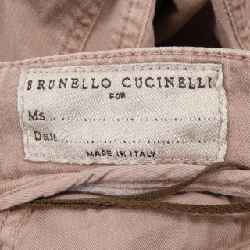 BRUNELLO CUCINELLI
FOR
Ms
Date
MADE IN ITALY